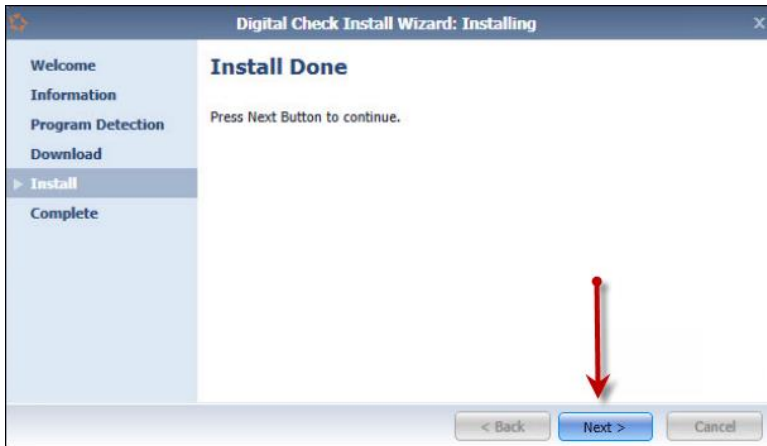 Digital Check Install Wizard: Installing
X
Welcome
Information
Program Detection
Download
Install
Complete
Install Done
Press Next Button to continue.
< Back
Next >
Cancel